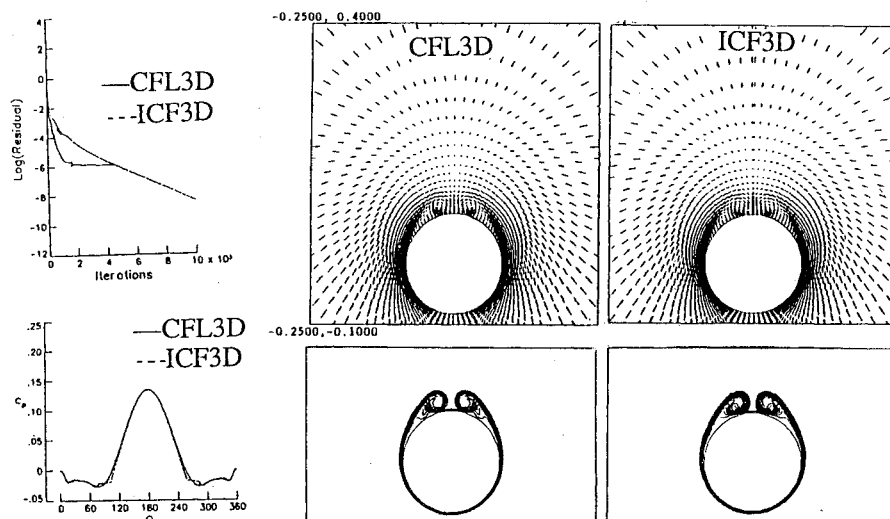 4
2
0
-2
-4
-6
-8
-10
-12
Log(Residual)
CFL3D
ICF3D
0 2 4 6 8 10 x 10³
Iterations
-0.2500, 0.4000
CFL3D
ICF3D
-0.2500,-0.1000
.25
.20
.15
.10
.05
0
-.05
CFL3D
ICF3D
0 60 120 180 240 300 360